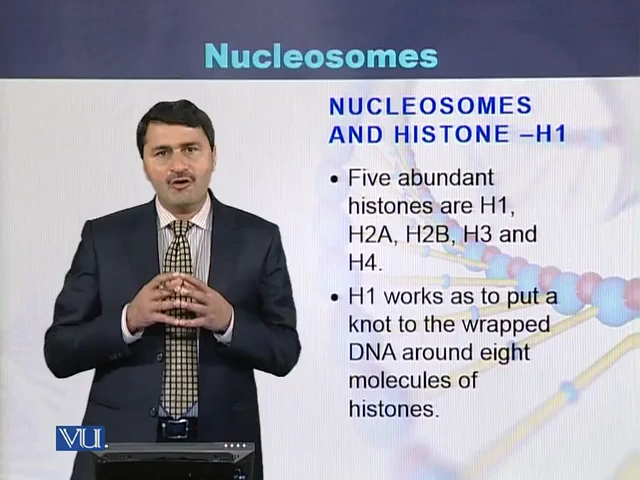 Nucleosomes
NUCLEOSOMES
AND HISTONE –H1
• Five abundant
histones are H1,
H2A, H2B, H3 and
H4.
• H1 works as to put a
knot to the wrapped
DNA around eight
molecules of
histones.
VU.